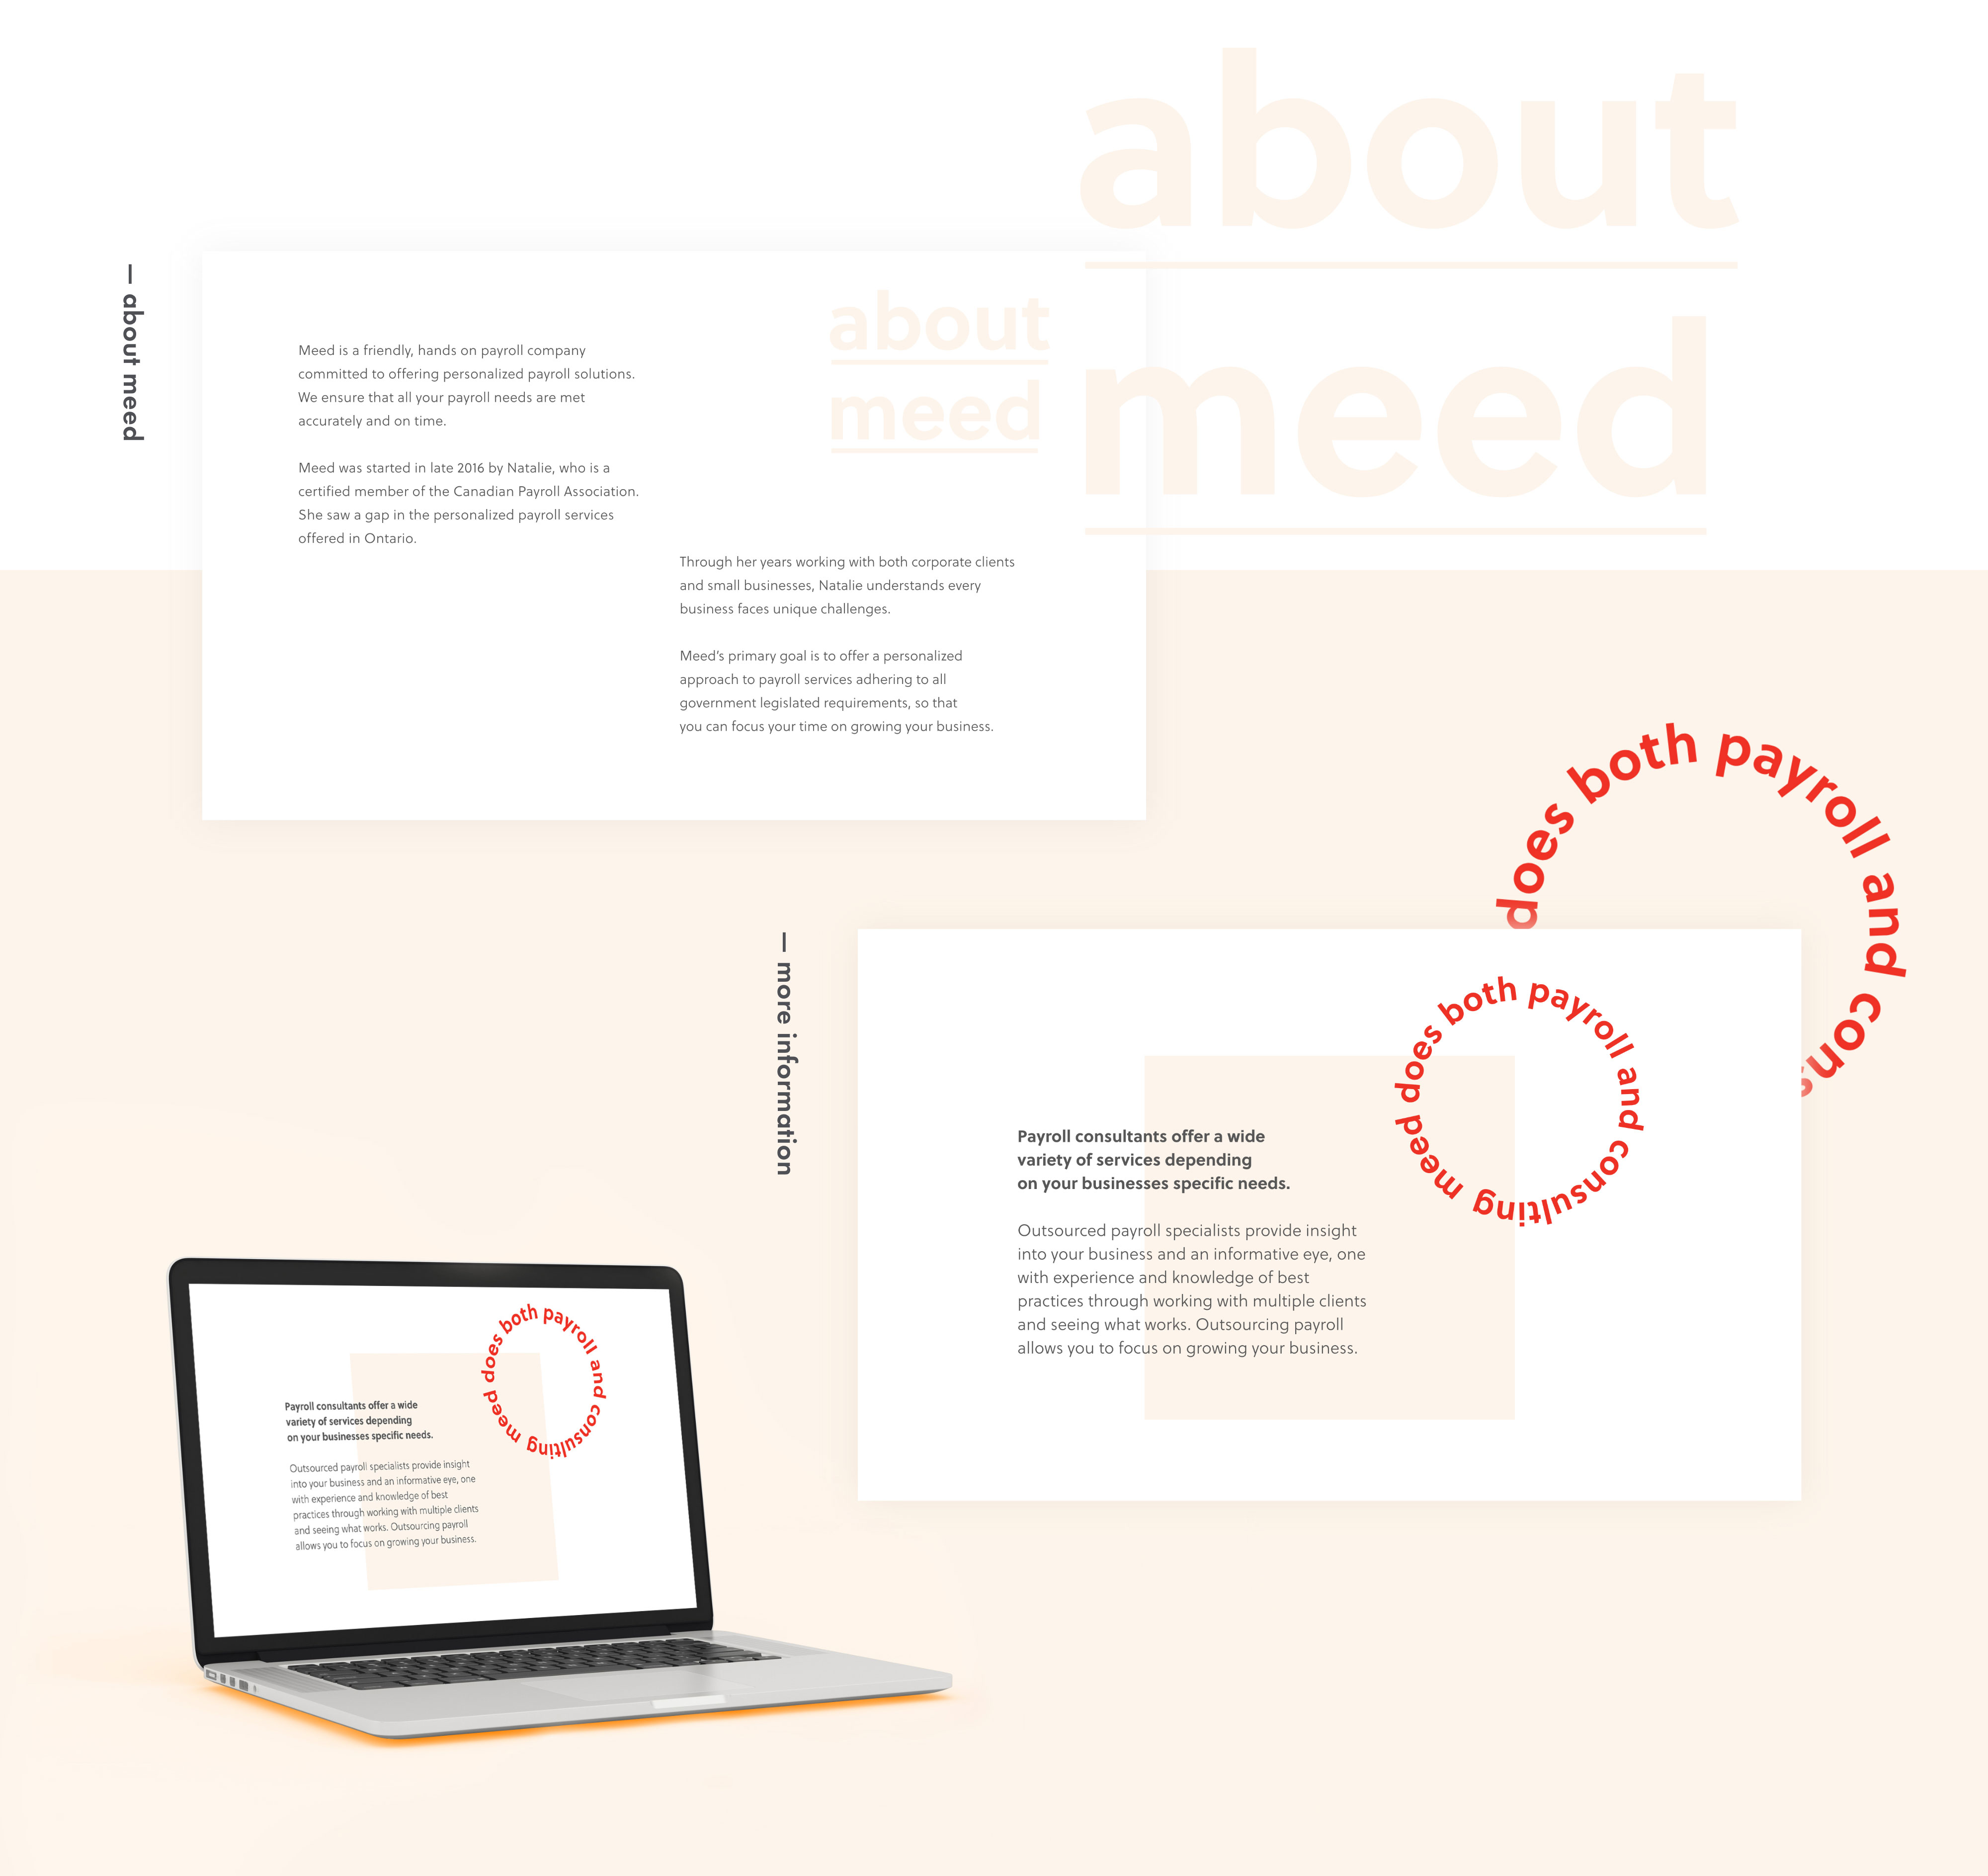 about
meed
— about meed
about
meed
Meed is a friendly, hands on payroll company
committed to offering personalized payroll solutions.
We ensure that all your payroll needs are met
accurately and on time.
Meed was started in late 2016 by Natalie, who is a
certified member of the Canadian Payroll Association.
She saw a gap in the personalized payroll services
offered in Ontario.
Through her years working with both corporate clients
and small businesses, Natalie understands every
business faces unique challenges.
Meed’s primary goal is to offer a personalized
approach to payroll services adhering to all
government legislated requirements, so that
you can focus your time on growing your business.
does both payroll and cons
— more information
meed does both payroll and consulting
Payroll consultants offer a wide
variety of services depending
on your businesses specific needs.
Outsourced payroll specialists provide insight
into your business and an informative eye, one
with experience and knowledge of best
practices through working with multiple clients
and seeing what works. Outsourcing payroll
allows you to focus on growing your business.
meed does both payroll and consulting
Payroll consultants offer a wide
variety of services depending
on your businesses specific needs.
Outsourced payroll specialists provide insight
into your business and an informative eye, one
with experience and knowledge of best
practices through working with multiple clients
and seeing what works. Outsourcing payroll
allows you to focus on growing your business.